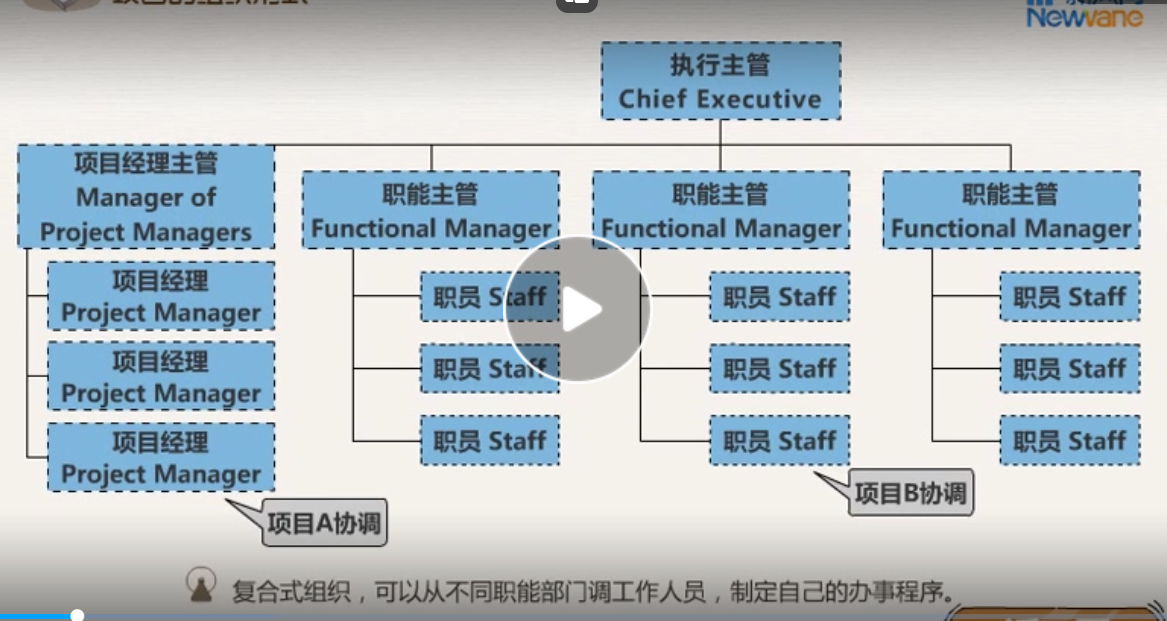 Newvane
执行主管
Chief Executive
项目经理主管
Manager of
Project Managers
职能主管
Functional Manager
职能主管
Functional Manager
职能主管
Functional Manager
项目经理
Project Manager
项目经理
Project Manager
项目经理
Project Manager
职员 Staff
职员 Staff
职员 Staff
职员 Staff
职员 Staff
职员 Staff
职员 Staff
职员 Staff
职员 Staff
项目A协调
项目B协调
复合式组织，可以从不同职能部门调工作人员，制定自己的办事程序。